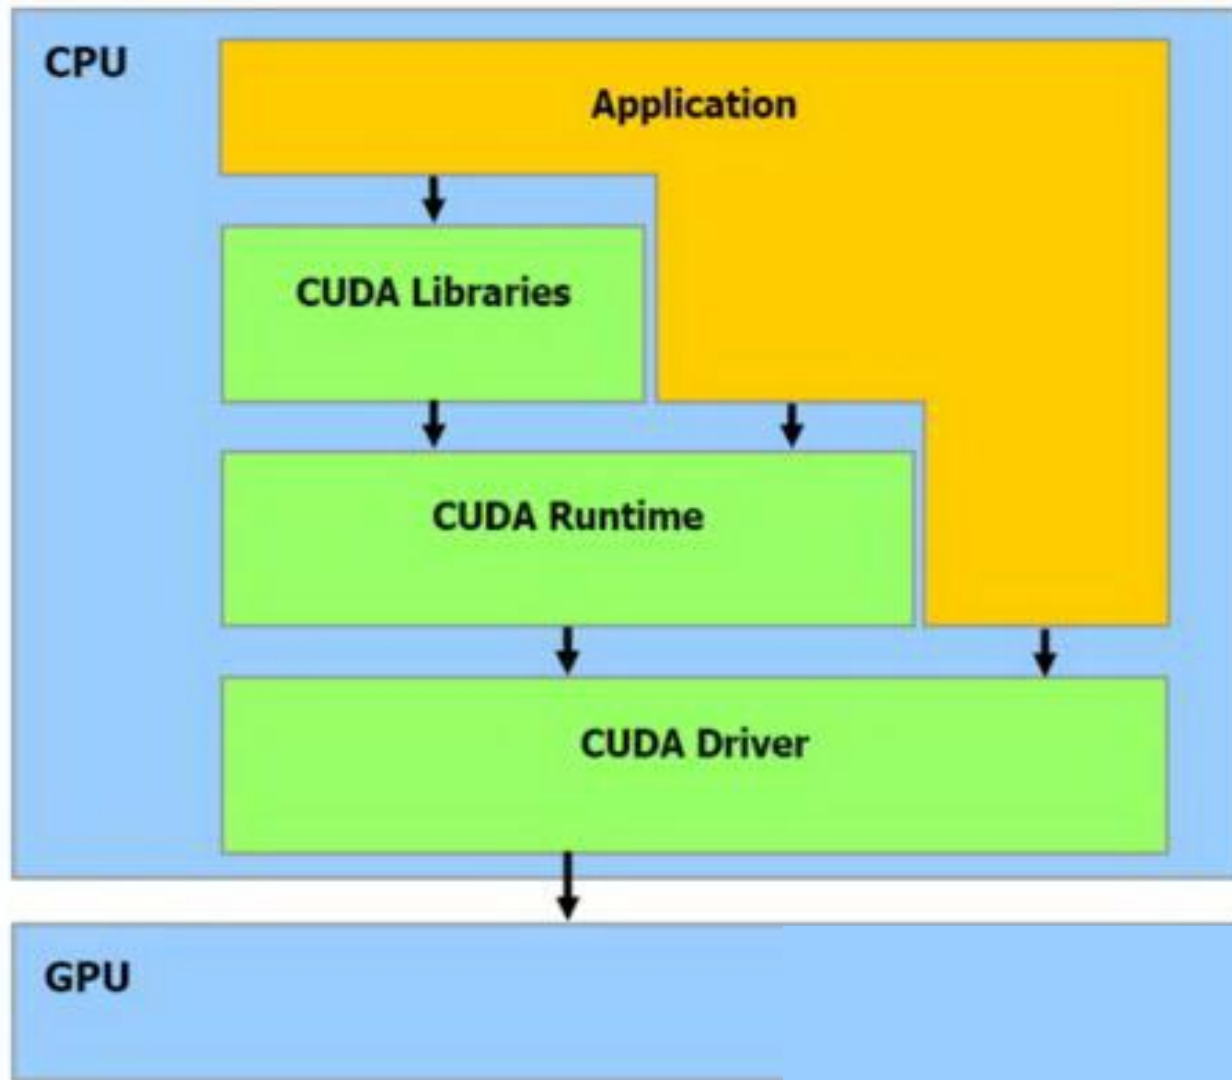 CPU
Application
CUDA Libraries
CUDA Runtime
CUDA Driver
GPU